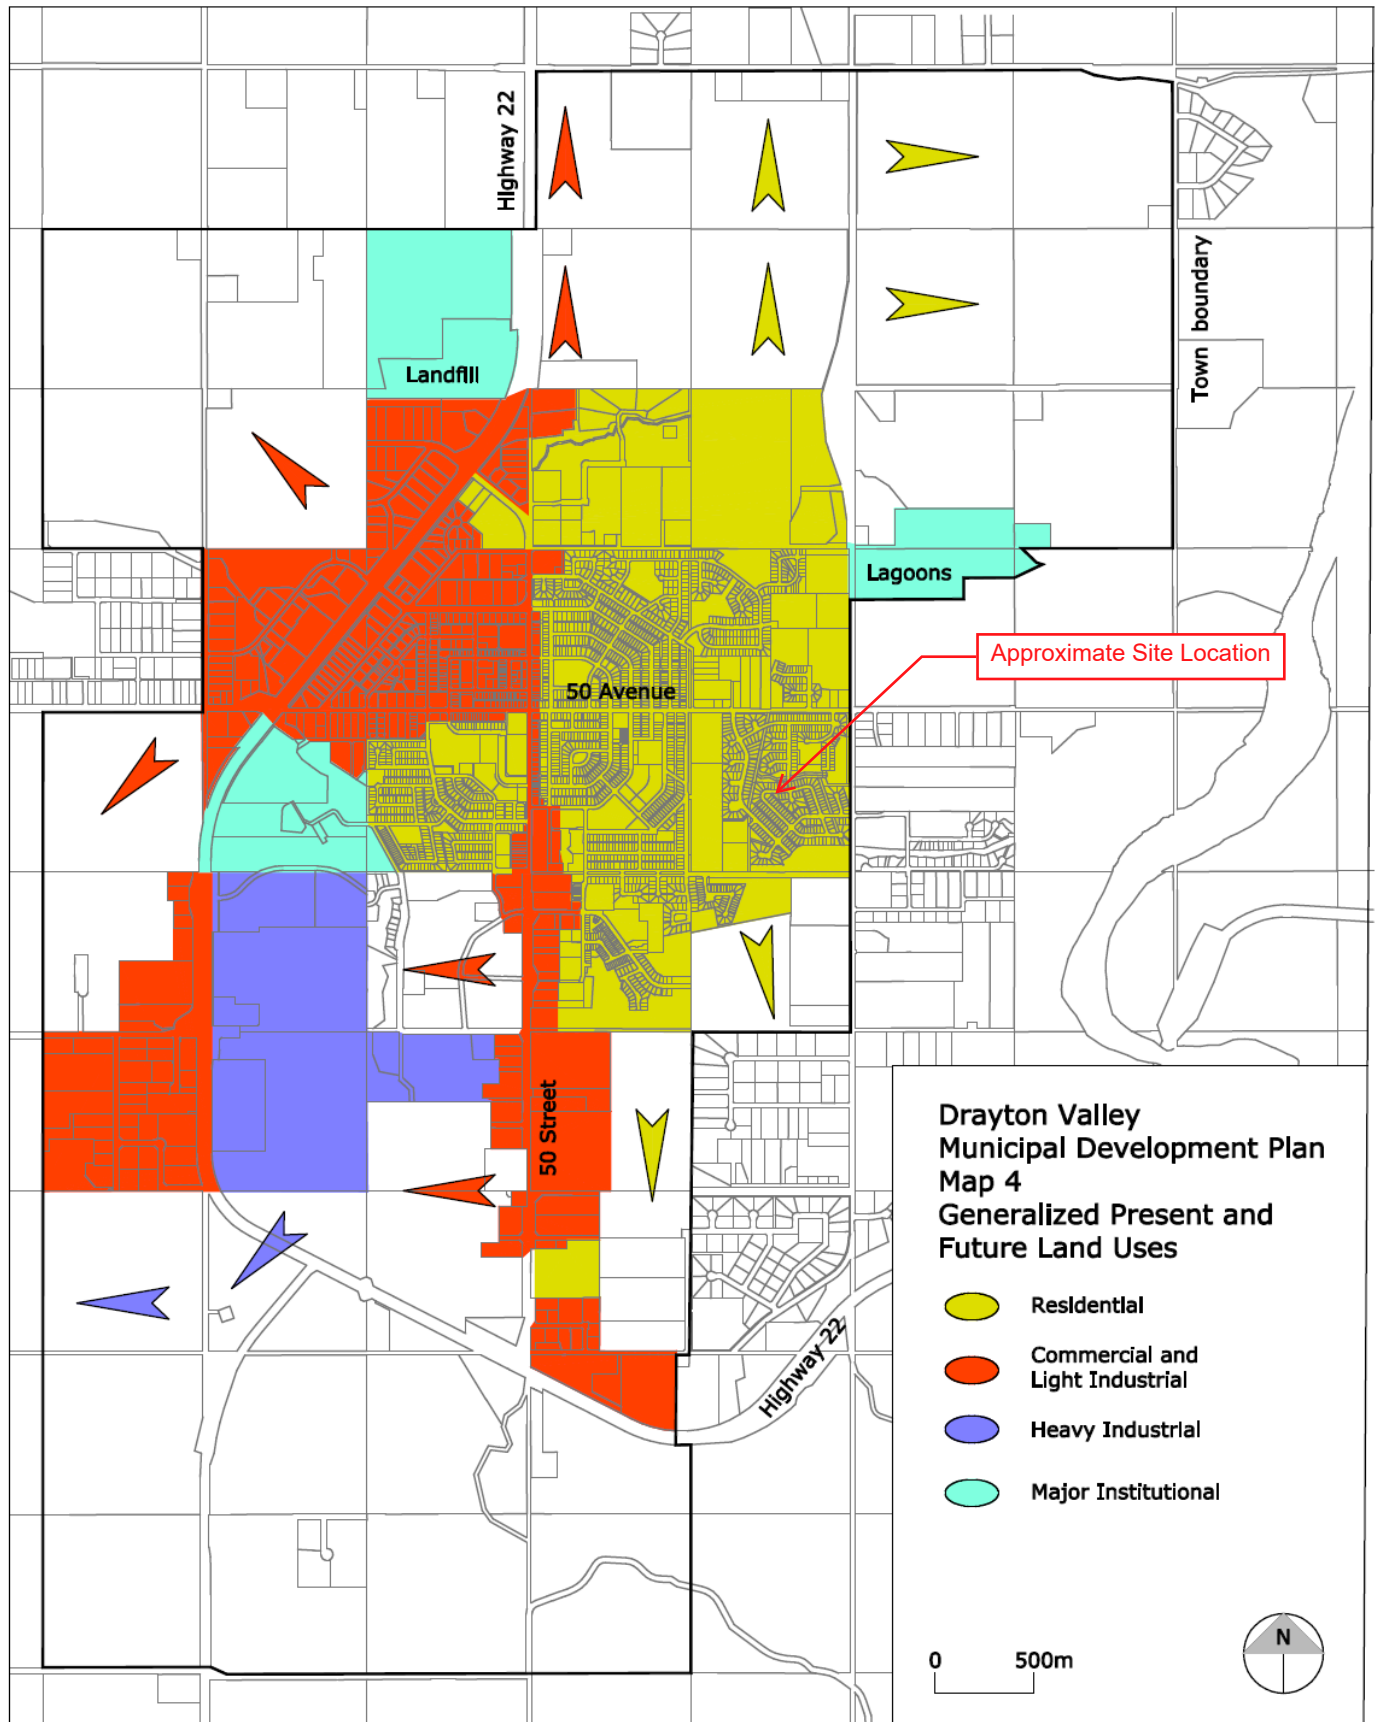 Highway 22
Town boundary
Landfill
Lagoons
Approximate Site Location
50 Avenue
50 Street
Highway 22
Drayton Valley
Municipal Development Plan
Map 4
Generalized Present and
Future Land Uses
Residential
Commercial and
Light Industrial
Heavy Industrial
Major Institutional
0 500m
N